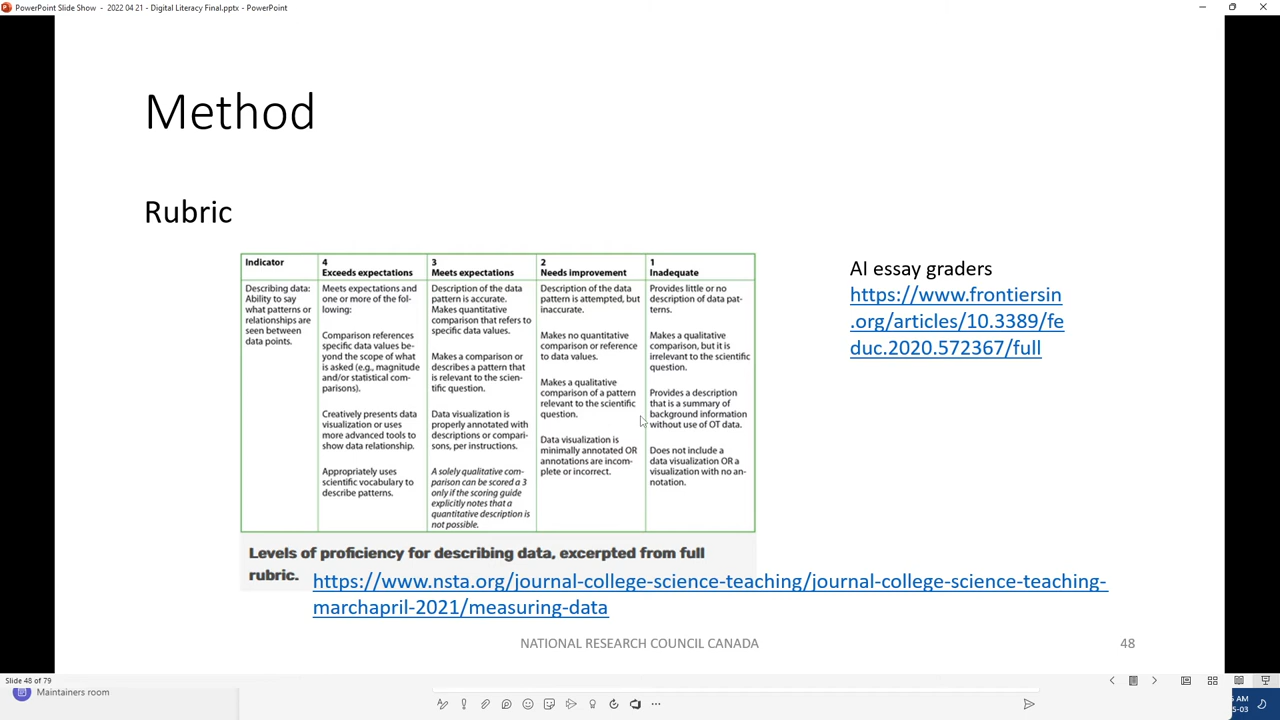 PowerPoint Slide Show - 2022 04 21 - Digital Literacy Final.pptx - PowerPoint
Method
Rubric
Indicator
Describing data:
Ability to say
what patterns or
relationships are
seen between
data points.
4
Exceeds expectations
Meets expectations and
one or more of the fol-
lowing:
Comparison references
specific data values be-
yond the scope of what
is asked (e.g., magnitude
and/or statistical com-
parisons).
Creatively presents data
visualization or uses
more advanced tools to
show data relationship.
Appropriately uses
scientific vocabulary to
describe patterns.
3
Meets expectations
Description of the data
pattern is accurate.
Makes quantitative
comparison that refers to
specific data values.
Makes a comparison or
describes a pattern that
is relevant to the scien-
tific question.
Data visualization is
properly annotated with
descriptions or compari-
sons, per instructions.
A solely qualitative com-
parison can be scored a 3
only if the scoring guide
explicitly notes that a
quantitative description is
not possible.
2
Needs improvement
Description of the data
pattern is attempted, but
inaccurate.
Makes no quantitative
comparison or reference
to data values.
Makes a qualitative
comparison of a pattern
relevant to the scientific
question.
Data visualization is
minimally annotated OR
annotations are incom-
plete or incorrect.
1
Inadequate
Provides little or no
description of data pat-
terns.
Makes a qualitative
comparison, but it is
irrelevant to the scientific
question.
Provides a description
that is a summary of
background information
without use of OT data.
Does not include a
data visualization OR a
visualization with no an-
notation.
Levels of proficiency for describing data, excerpted from full
rubric.
https://www.nsta.org/journal-college-science-teaching/journal-college-science-teaching-
marchapril-2021/measuring-data
AI essay graders
https://www.frontiersin
.org/articles/10.3389/fe
duc.2020.572367/full
NATIONAL RESEARCH COUNCIL CANADA
48
Slide 48 of 79
Maintainers room
AM
5-03